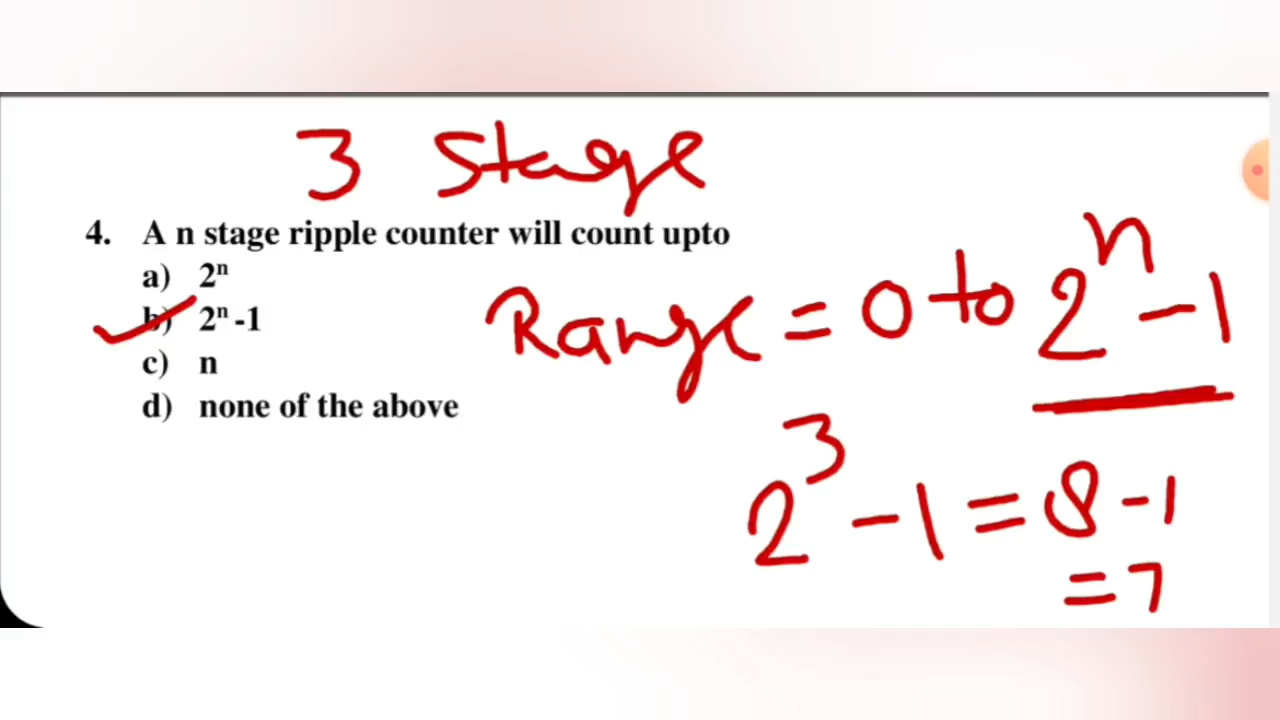 3 Stage
4. A n stage ripple counter will count upto
a) 2ⁿ
b) 2ⁿ -1
c) n
d) none of the above
Range = 0 to 2ⁿ - 1
2³ - 1 = 8 - 1
= 7